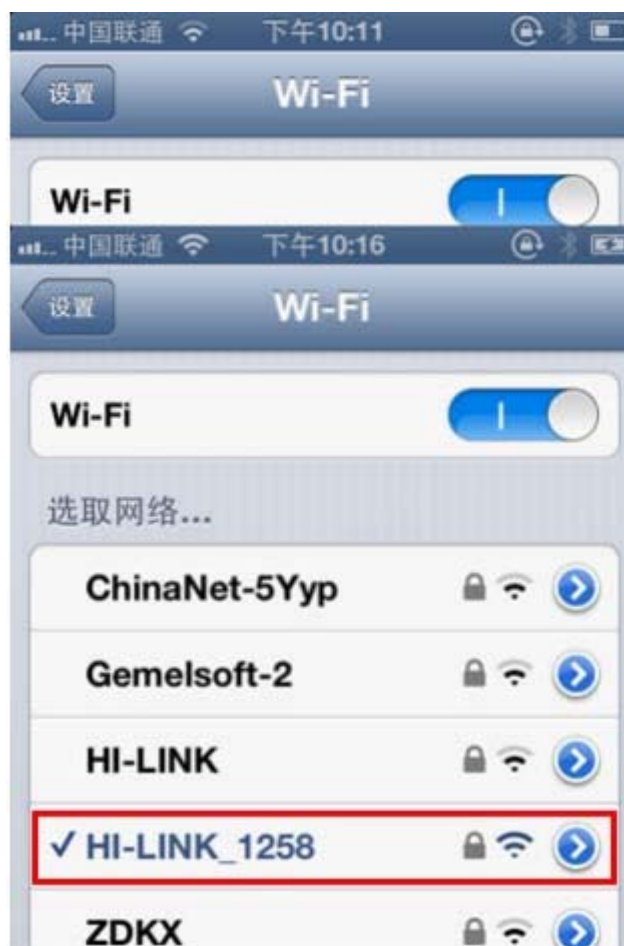 中国联通 下午10:11
设置 Wi-Fi
Wi-Fi
中国联通 下午10:16
设置 Wi-Fi
Wi-Fi
选取网络...
ChinaNet-5Yyp
Gemelsoft-2
HI-LINK
✓ HI-LINK_1258
ZDKX